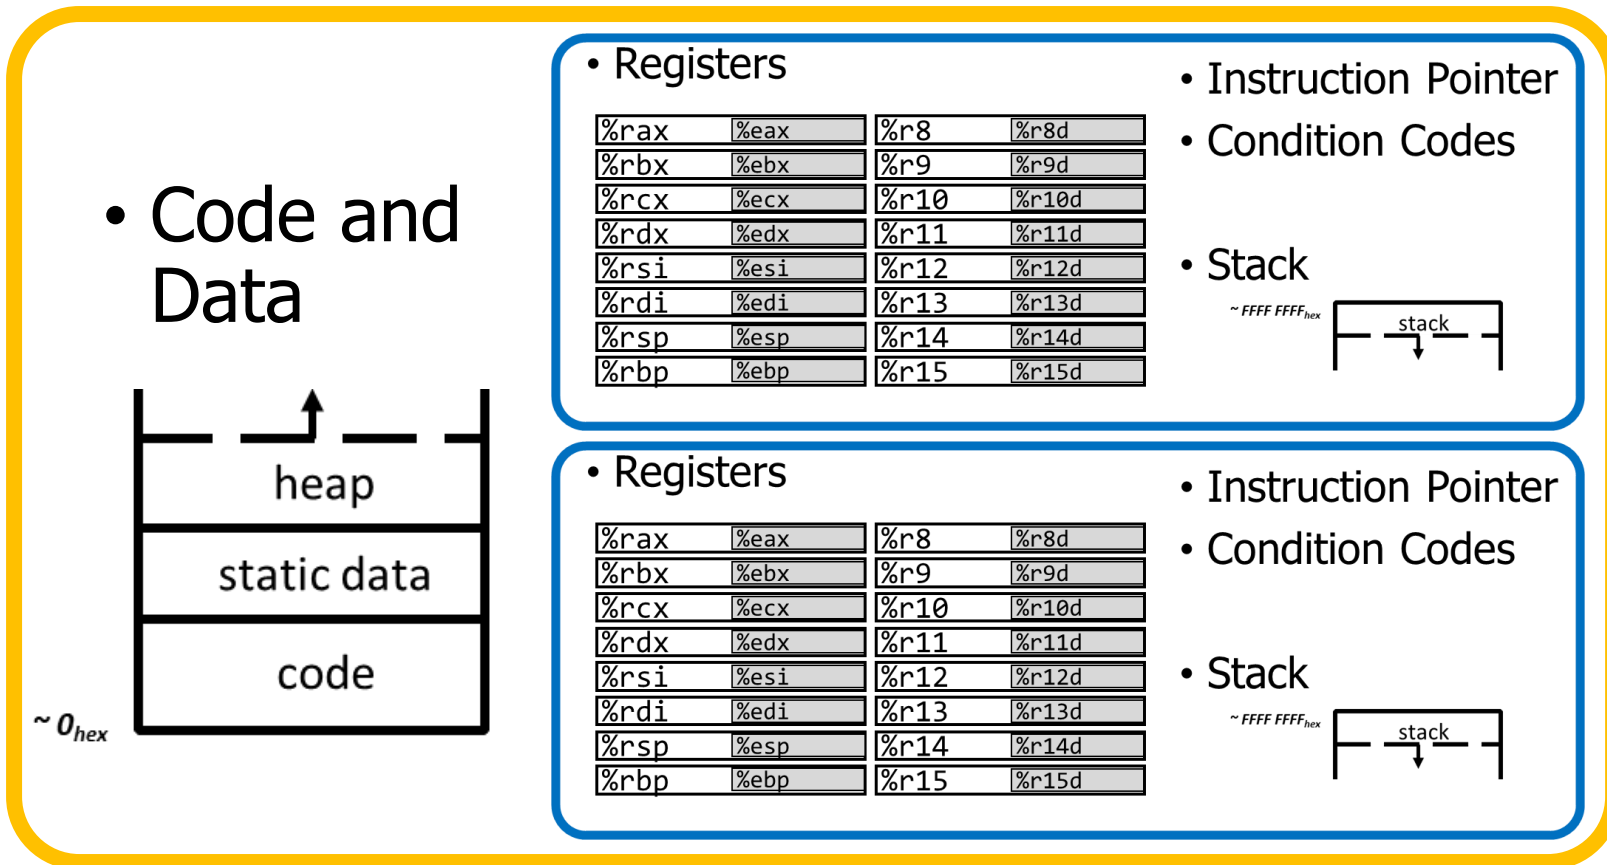 • Code and
Data
heap
static data
code
~ 0hex
• Registers
%rax %eax %r8 %r8d
%rbx %ebx %r9 %r9d
%rcx %ecx %r10 %r10d
%rdx %edx %r11 %r11d
%rsi %esi %r12 %r12d
%rdi %edi %r13 %r13d
%rsp %esp %r14 %r14d
%rbp %ebp %r15 %r15d
• Instruction Pointer
• Condition Codes
• Stack
~ FFFF FFFFhex
stack
• Registers
%rax %eax %r8 %r8d
%rbx %ebx %r9 %r9d
%rcx %ecx %r10 %r10d
%rdx %edx %r11 %r11d
%rsi %esi %r12 %r12d
%rdi %edi %r13 %r13d
%rsp %esp %r14 %r14d
%rbp %ebp %r15 %r15d
• Instruction Pointer
• Condition Codes
• Stack
~ FFFF FFFFhex
stack